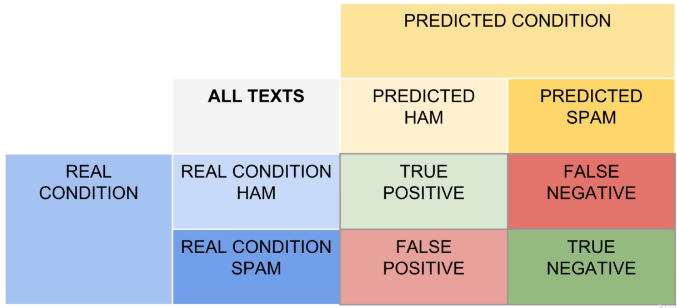 PREDICTED CONDITION
ALL TEXTS
PREDICTED
HAM
PREDICTED
SPAM
REAL
CONDITION
REAL CONDITION
HAM
TRUE
POSITIVE
FALSE
NEGATIVE
REAL CONDITION
SPAM
FALSE
POSITIVE
TRUE
NEGATIVE